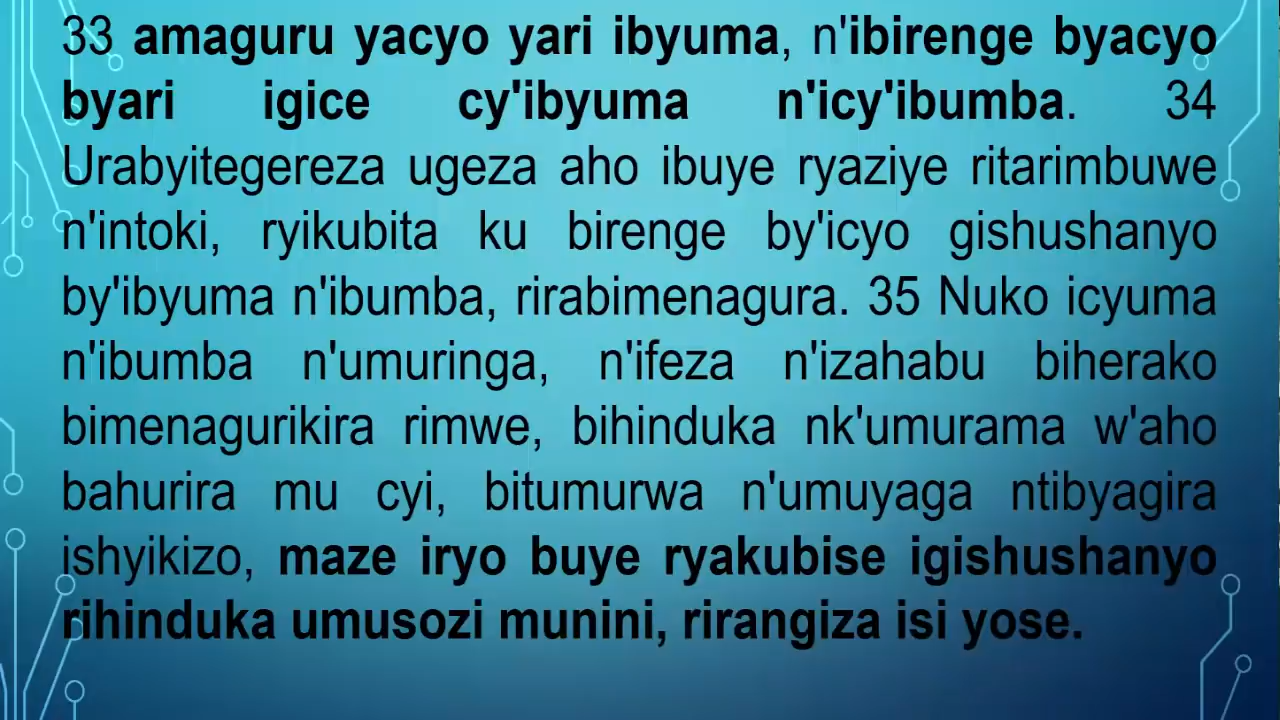 33 amaguru yacyo yari ibyuma, n'ibirenge byacyo
byari igice cy'ibyuma n'icy'ibumba. 34
Urabyitegereza ugeza aho ibuye ryaziye ritarimbuwe
n'intoki, ryikubita ku birenge by'icyo gishushanyo
by'ibyuma n'ibumba, rirabimenagura. 35 Nuko icyuma
n'ibumba n'umuringa, n'ifeza n'izahabu biherako
bimenagurikira rimwe, bihinduka nk'umurama w'aho
bahurira mu cyi, bitumurwa n'umuyaga ntibyagira
ishyikizo, maze iryo buye ryakubise igishushanyo
rihinduka umusozi munini, rirangiza isi yose.